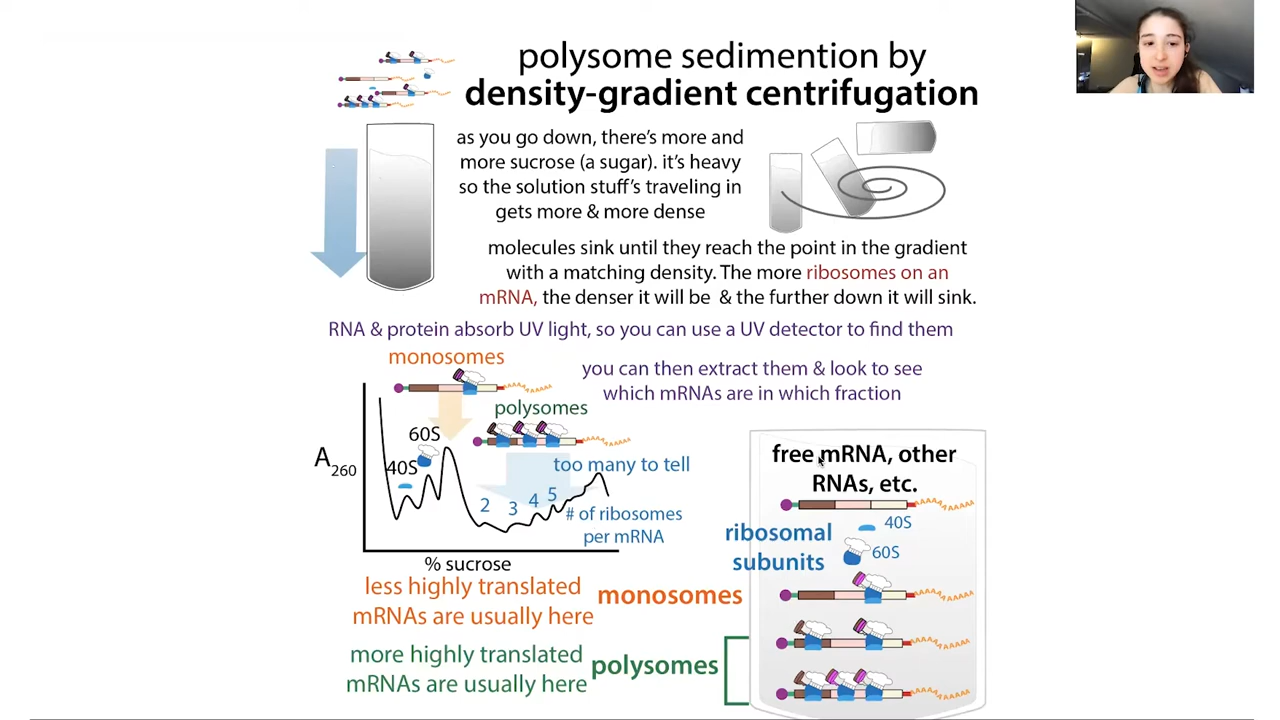 polysome sedimention by
density-gradient centrifugation
as you go down, there's more and
more sucrose (a sugar). it's heavy
so the solution stuff's traveling in
gets more & more dense
molecules sink until they reach the point in the gradient
with a matching density. The more ribosomes on an
mRNA, the denser it will be & the further down it will sink.
RNA & protein absorb UV light, so you can use a UV detector to find them
monosomes
you can then extract them & look to see
which mRNAs are in which fraction
polysomes
60S
A260
40S
too many to tell
2 3 4 5
# of ribosomes
per mRNA
% sucrose
less highly translated
mRNAs are usually here
more highly translated
mRNAs are usually here
free mRNA, other
RNAs, etc.
ribosomal
subunits
40S
60S
monosomes
polysomes